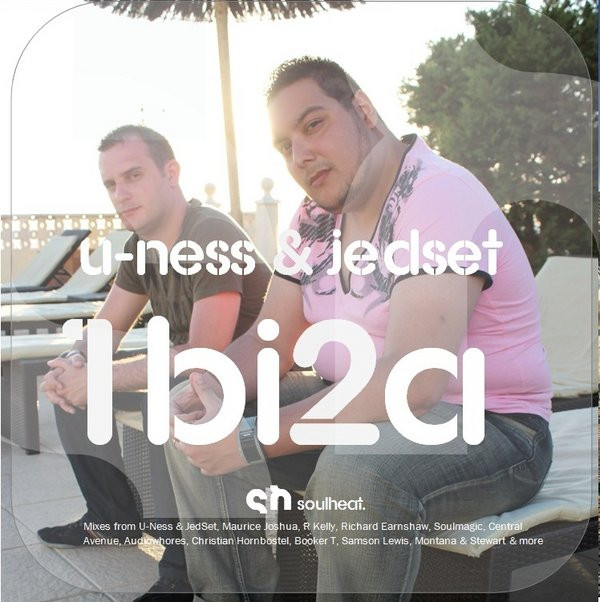 u-ness & jedset
1bi2a
sh soulheat.
Mixes from U-Ness & JedSet, Maurice Joshua, R Kelly, Richard Earnshaw, Soulmagic, Central
Avenue, Audiowhores, Christian Hornbostel, Booker T, Samson Lewis, Montana & Stewart & more